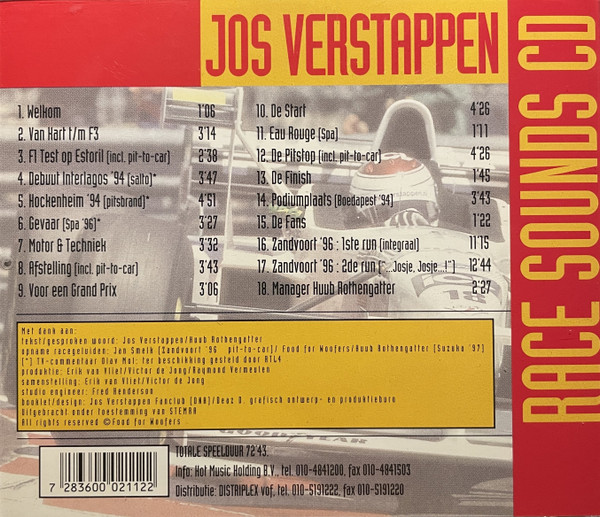 JOS VERSTAPPEN
RACE SOUNDS CD
1. Welkom 1'06
2. Van Kart t/m F3 3'14
3. F1 Test op Estoril (incl. pit-to-car) 2'38
4. Debuut Interlagos '94 (salto)* 3'47
5. Hockenheim '94 (pitsbrand)* 4'51
6. Gevaar (Spa '96)* 3'27
7. Motor & Techniek 3'32
8. Afstelling (incl. pit-to-car) 3'43
9. Voor een Grand Prix 3'06
10. De Start 4'26
11. Eau Rouge (Spa) 1'11
12. De Pitstop (incl. pit-to-car) 4'26
13. De Finish 1'45
14. Podiumplaats (Boedapest '94) 3'43
15. De Fans 1'22
16. Zandvoort '96 : 1ste run (integraal) 11'15
17. Zandvoort '96 : 2de run ("...Josje, Josje...!") 12'44
18. Manager Huub Rothengatter 2'27
Met dank aan:
tekst/gesproken woord: Jos Verstappen/Huub Rothengatter
opname racegeluiden: Jan Smeik [Zandvoort '96 pit-to-car]/ Food for Woofers/Huub Rothengatter [Suzuka '97]
[*] TV-commentaar Olav Mol: ter beschikking gesteld door RTL4
produktie: Erik van Vliet/Victor de Jong/Raymond Vermeulen
samenstelling: Erik van Vliet/Victor de Jong
studio engineer: Fred Henderson
booklet/design: Jos Verstappen Fanclub [UNA]/Deaz D. grafisch ontwerp- en produktieburo
Uitgebracht onder toestemming van STEMRA
All rights reserved ©Food for Woofers
GOODYEAR
TOTALE SPEELDUUR 72'43.
Info: Hot Music Holding B.V., tel. 010-4841200, fax 010-4841503
Distributie: DISTRIPLEX vof, tel. 010-5191222, fax 010-5191220
7 283600 021122